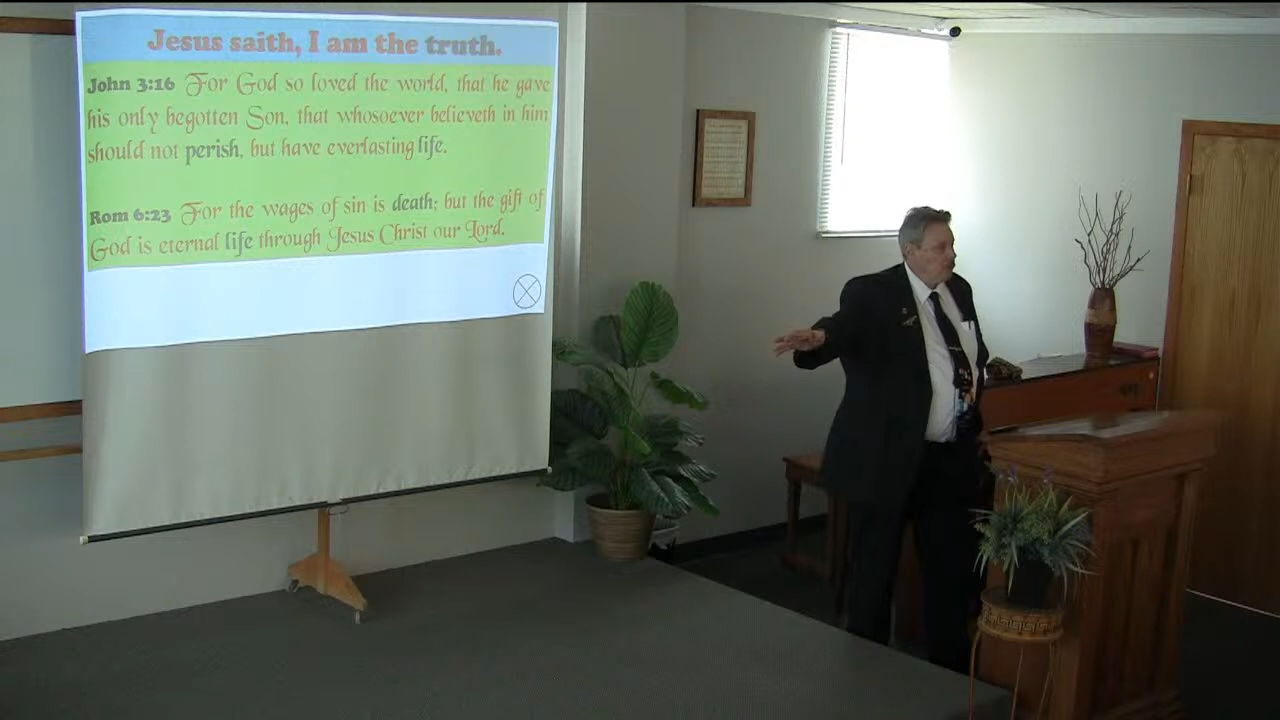 Jesus saith, I am the truth.
John 3:16 For God so loved the world, that he gave
his only begotten Son, that whosoever believeth in him
should not perish, but have everlasting life.
Rom 6:23 For the wages of sin is death; but the gift of
God is eternal life through Jesus Christ our Lord.